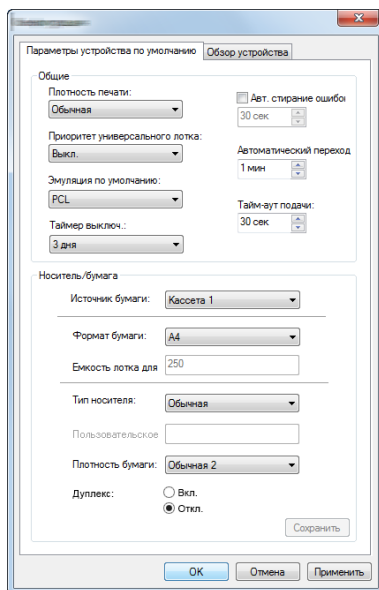 Параметры устройства по умолчанию
Обзор устройства
Общие
Плотность печати:
Обычная
Приоритет универсального лотка:
Выкл.
Эмуляция по умолчанию:
PCL
Таймер выключ.:
3 дня
Авт. стирание ошибок
30 сек
Автоматический переход
1 мин
Тайм-аут подачи:
30 сек
Носитель/бумага
Источник бумаги: Кассета 1
Формат бумаги: A4
Емкость лотка для 250
Тип носителя: Обычная
Пользовательское
Плотность бумаги: Обычная 2
Дуплекс: Вкл.
Откл.
Сохранить
OK Отмена Применить